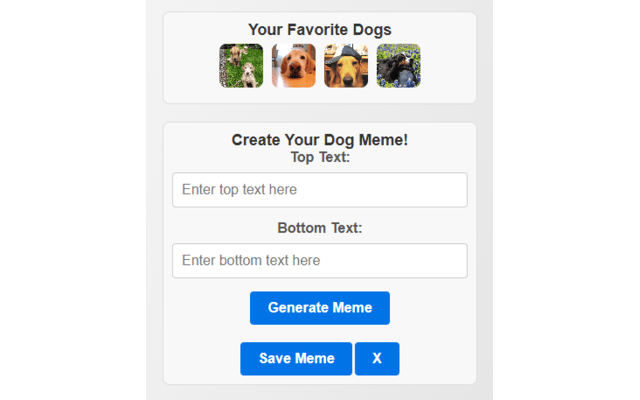 Your Favorite Dogs
Create Your Dog Meme!
Top Text:
Enter top text here
Bottom Text:
Enter bottom text here
Generate Meme
Save Meme X